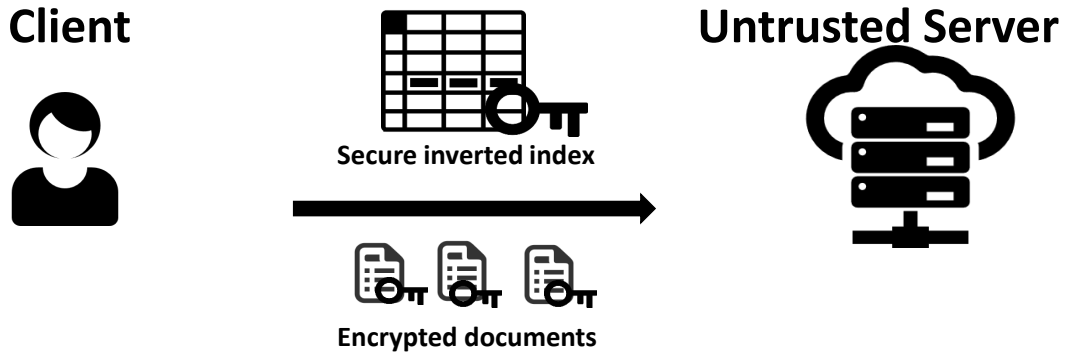 Client
Untrusted Server
Secure inverted index
Encrypted documents